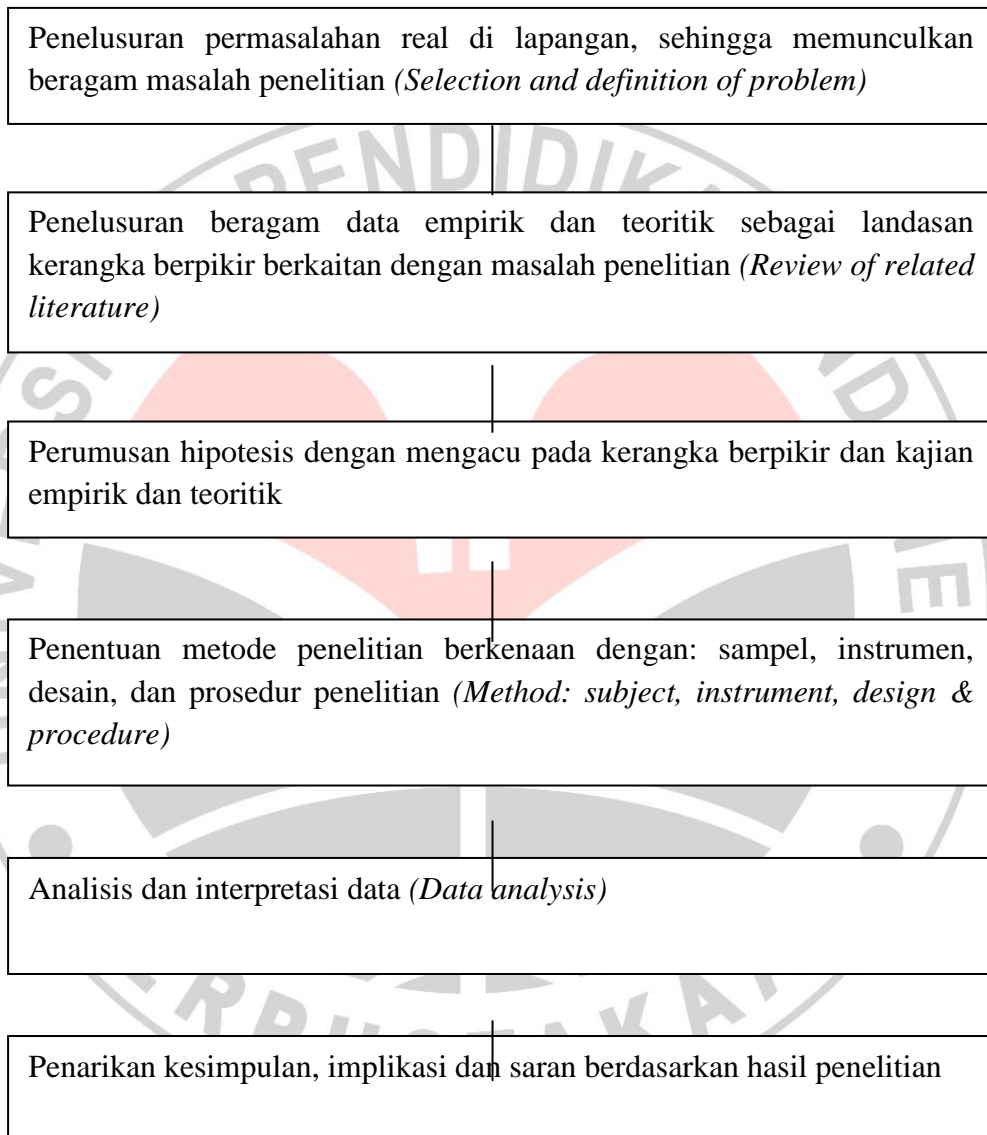 Penelusuran permasalahan real di lapangan, sehingga memunculkan
beragam masalah penelitian (Selection and definition of problem)
Penelusuran beragam data empirik dan teoritik sebagai landasan
kerangka berpikir berkaitan dengan masalah penelitian (Review of related
literature)
Perumusan hipotesis dengan mengacu pada kerangka berpikir dan kajian
empirik dan teoritik
Penentuan metode penelitian berkenaan dengan: sampel, instrumen,
desain, dan prosedur penelitian (Method: subject, instrument, design &
procedure)
Analisis dan interpretasi data (Data analysis)
Penarikan kesimpulan, implikasi dan saran berdasarkan hasil penelitian